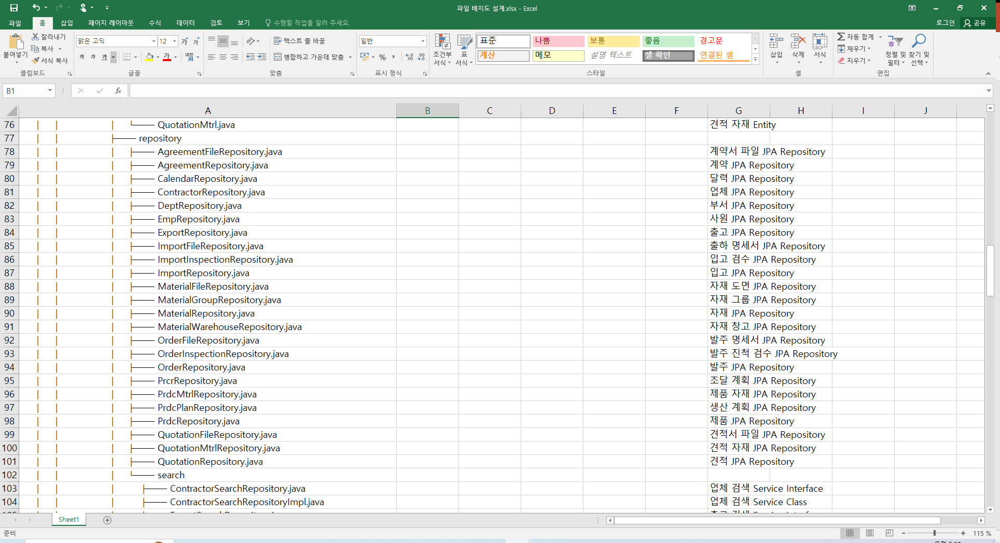 파일 배치도 설계.xlsx - Excel
파일 홈 삽입 페이지 레이아웃 수식 데이터 검토 보기 수행할 작업을 알려 주세요. 로그인 공유
붙여넣기 잘라내기 복사 서식 복사 클립보드
맑은 고딕 12 가 가 가 가 가 가 내천 글꼴
텍스트 줄 바꿈 병합하고 가운데 맞춤 맞춤
일반 % 표시 형식
조건부 서식 표 서식 표준 나쁨 보통 좋음 경고문
계산 메모 설명 텍스트 셀 확인 연결된 셀 스타일
삽입 삭제 서식 셀
자동 합계 채우기 지우기 정렬 및 필터 찾기 및 선택 편집
B1 fx
A B C D E F G H I J
76 └── QuotationMtrl.java 견적 자재 Entity
77 ├── repository
78 ├── AgreementFileRepository.java 계약서 파일 JPA Repository
79 ├── AgreementRepository.java 계약 JPA Repository
80 ├── CalendarRepository.java 달력 JPA Repository
81 ├── ContractorRepository.java 업체 JPA Repository
82 ├── DeptRepository.java 부서 JPA Repository
83 ├── EmpRepository.java 사원 JPA Repository
84 ├── ExportRepository.java 출고 JPA Repository
85 ├── ImportFileRepository.java 출하 명세서 JPA Repository
86 ├── ImportInspectionRepository.java 입고 검수 JPA Repository
87 ├── ImportRepository.java 입고 JPA Repository
88 ├── MaterialFileRepository.java 자재 도면 JPA Repository
89 ├── MaterialGroupRepository.java 자재 그룹 JPA Repository
90 ├── MaterialRepository.java 자재 JPA Repository
91 ├── MaterialWarehouseRepository.java 자재 창고 JPA Repository
92 ├── OrderFileRepository.java 발주 명세서 JPA Repository
93 ├── OrderInspectionRepository.java 발주 진척 검수 JPA Repository
94 ├── OrderRepository.java 발주 JPA Repository
95 ├── PrcrRepository.java 조달 계획 JPA Repository
96 ├── PrdcMtrlRepository.java 제품 자재 JPA Repository
97 ├── PrdcPlanRepository.java 생산 계획 JPA Repository
98 ├── PrdcRepository.java 제품 JPA Repository
99 ├── QuotationFileRepository.java 견적서 파일 JPA Repository
100 ├── QuotationMtrlRepository.java 견적 자재 JPA Repository
101 ├── QuotationRepository.java 견적 JPA Repository
102 └── search
103 ├── ContractorSearchRepository.java 업체 검색 Service Interface
104 ├── ContractorSearchRepositoryImpl.java 업체 검색 Service Class
Sheet1
준비 115 %